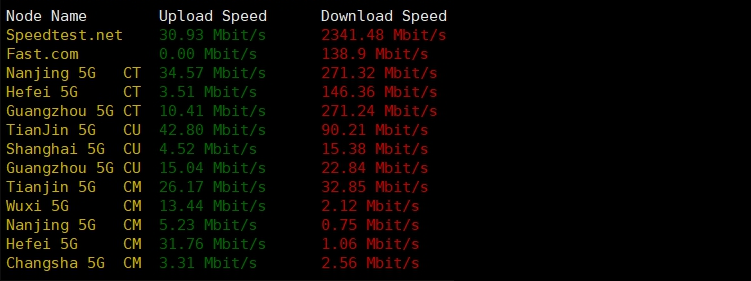 Node Name Upload Speed Download Speed
Speedtest.net 30.93 Mbit/s 2341.48 Mbit/s
Fast.com 0.00 Mbit/s 138.9 Mbit/s
Nanjing 5G CT 34.57 Mbit/s 271.32 Mbit/s
Hefei 5G CT 3.51 Mbit/s 146.36 Mbit/s
Guangzhou 5G CT 10.41 Mbit/s 271.24 Mbit/s
TianJin 5G CU 42.80 Mbit/s 90.21 Mbit/s
Shanghai 5G CU 4.52 Mbit/s 15.38 Mbit/s
Guangzhou 5G CU 15.04 Mbit/s 22.84 Mbit/s
Tianjin 5G CM 26.17 Mbit/s 32.85 Mbit/s
Wuxi 5G CM 13.44 Mbit/s 2.12 Mbit/s
Nanjing 5G CM 5.23 Mbit/s 0.75 Mbit/s
Hefei 5G CM 31.76 Mbit/s 1.06 Mbit/s
Changsha 5G CM 3.31 Mbit/s 2.56 Mbit/s